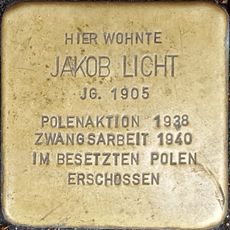 HIER WOHNTE
JAKOB LICHT
JG. 1905
POLENAKTION 1938
ZWANGSARBEIT 1940
IM BESETZTEN POLEN
ERSCHOSSEN